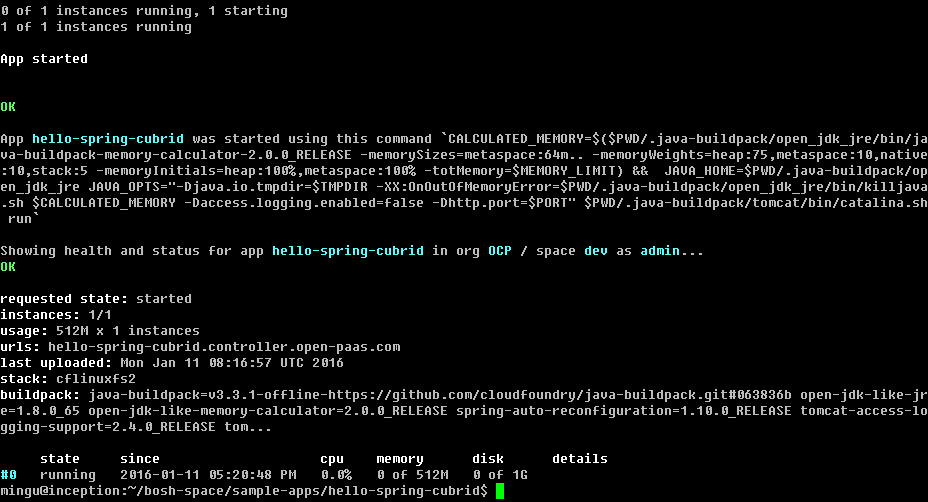 0 of 1 instances running, 1 starting
1 of 1 instances running
App started
OK
App hello-spring-cubrid was started using this command `CALCULATED_MEMORY=$($PWD/.java-buildpack/open_jdk_jre/bin/ja
va-buildpack-memory-calculator-2.0.0_RELEASE -memorySizes=metaspace:64m.. -memoryWeights=heap:75,metaspace:10,native
:10,stack:5 -memoryInitials=heap:100%,metaspace:100% -totMemory=$MEMORY_LIMIT) &&  JAVA_HOME=$PWD/.java-buildpack/op
en_jdk_jre JAVA_OPTS="-Djava.io.tmpdir=$TMPDIR -XX:OnOutOfMemoryError=$PWD/.java-buildpack/open_jdk_jre/bin/killjava
.sh $CALCULATED_MEMORY -Daccess.logging.enabled=false -Dhttp.port=$PORT" $PWD/.java-buildpack/tomcat/bin/catalina.sh
 run`
Showing health and status for app hello-spring-cubrid in org OCP / space dev as admin...
OK
requested state: started
instances: 1/1
usage: 512M x 1 instances
urls: hello-spring-cubrid.controller.open-paas.com
last uploaded: Mon Jan 11 08:16:57 UTC 2016
stack: cflinuxfs2
buildpack: java-buildpack=v3.3.1-offline-https://github.com/cloudfoundry/java-buildpack.git#063836b open-jdk-like-jr
e=1.8.0_65 open-jdk-like-memory-calculator=2.0.0_RELEASE spring-auto-reconfiguration=1.10.0_RELEASE tomcat-access-lo
gging-support=2.4.0_RELEASE tom...
     state     since                    cpu    memory      disk      details
#0   running   2016-01-11 05:20:48 PM   0.0%   0 of 512M   0 of 1G
mingu@inception:~/bosh-space/sample-apps/hello-spring-cubrid$